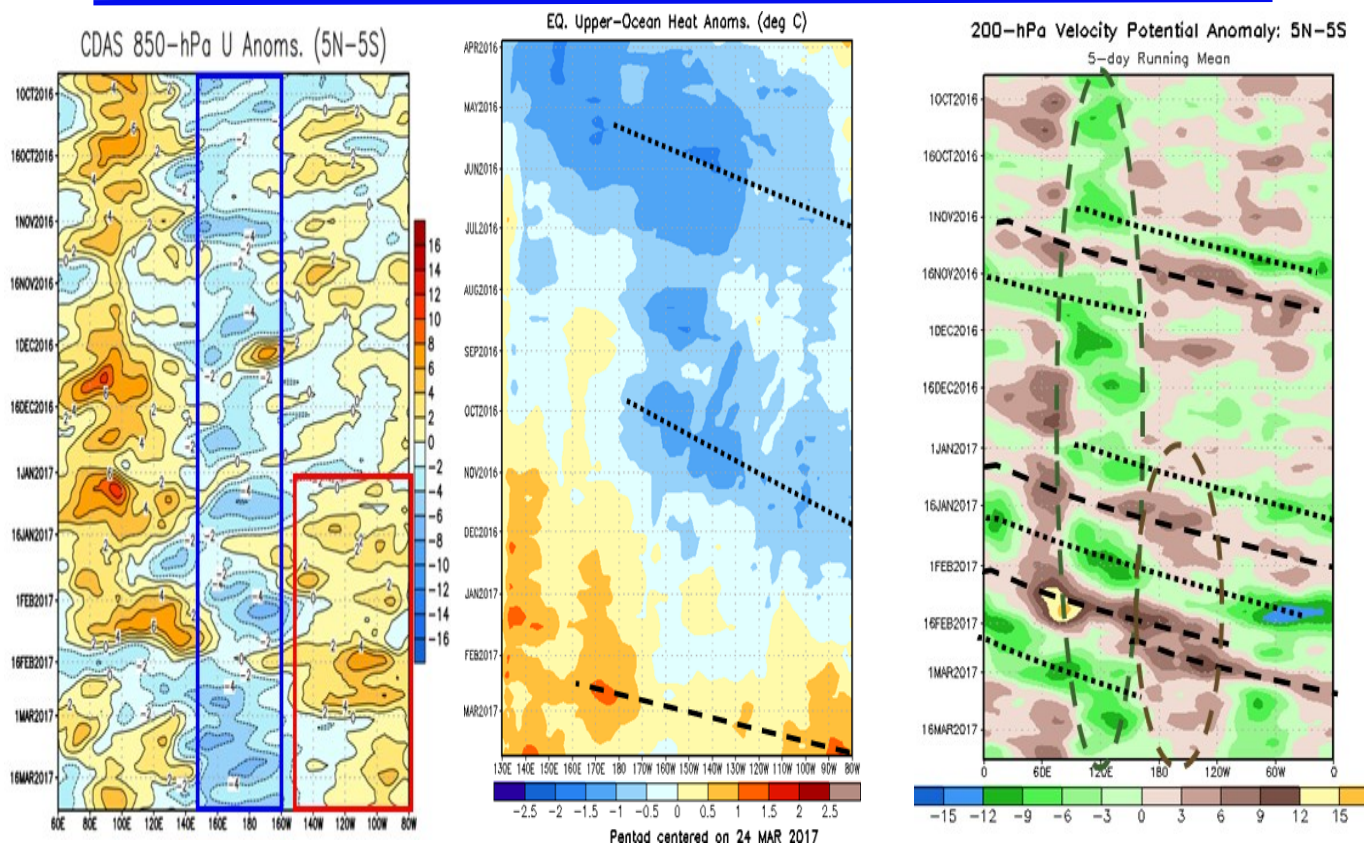 CDAS 850-hPa U Anoms. (5N-5S)
1OCT2016
16OCT2016
1NOV2016
16NOV2016
1DEC2016
16DEC2016
1JAN2017
16JAN2017
1FEB2017
16FEB2017
1MAR2017
16MAR2017
60E 80E 100E 120E 140E 160E 180 160W 140W 120W 100W 80W
16
14
12
10
8
6
4
2
0
-2
-4
-6
-8
-10
-12
-14
-16
EQ. Upper-Ocean Heat Anoms. (deg C)
APR2016
MAY2016
JUN2016
JUL2016
AUG2016
SEP2016
OCT2016
NOV2016
DEC2016
JAN2017
FEB2017
MAR2017
130E 140E 150E 160E 170E 180 170W 160W 150W 140W 130W 120W 110W 100W 90W 80W
-2.5 -2 -1.5 -1 -0.5 0 0.5 1 1.5 2 2.5
Pentad centered on 24 MAR 2017
200-hPa Velocity Potential Anomaly: 5N-5S
5-day Running Mean
1OCT2016
16OCT2016
1NOV2016
16NOV2016
1DEC2016
16DEC2016
1JAN2017
16JAN2017
1FEB2017
16FEB2017
1MAR2017
16MAR2017
0 60E 120E 180 120W 60W 0
-15 -12 -9 -6 -3 0 3 6 9 12 15